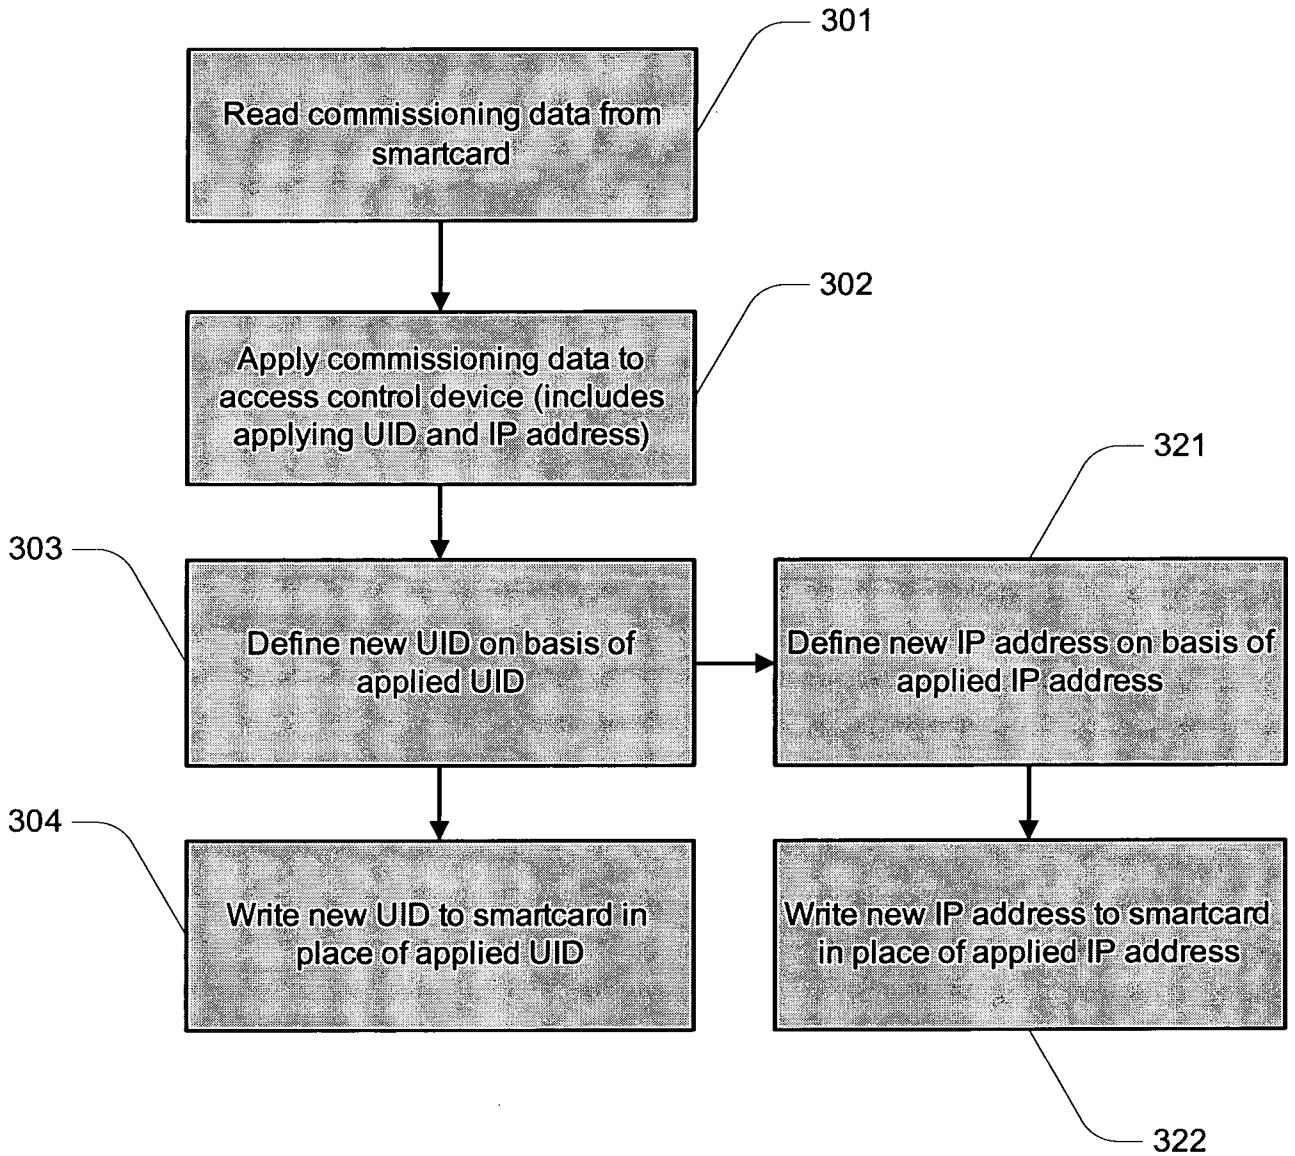 301
Read commissioning data from
smartcard
302
Apply commissioning data to
access control device (includes
applying UID and IP address)
321
303
Define new UID on basis of
applied UID
Define new IP address on basis of
applied IP address
304
Write new UID to smartcard in
place of applied UID
Write new IP address to smartcard
in place of applied IP address
322